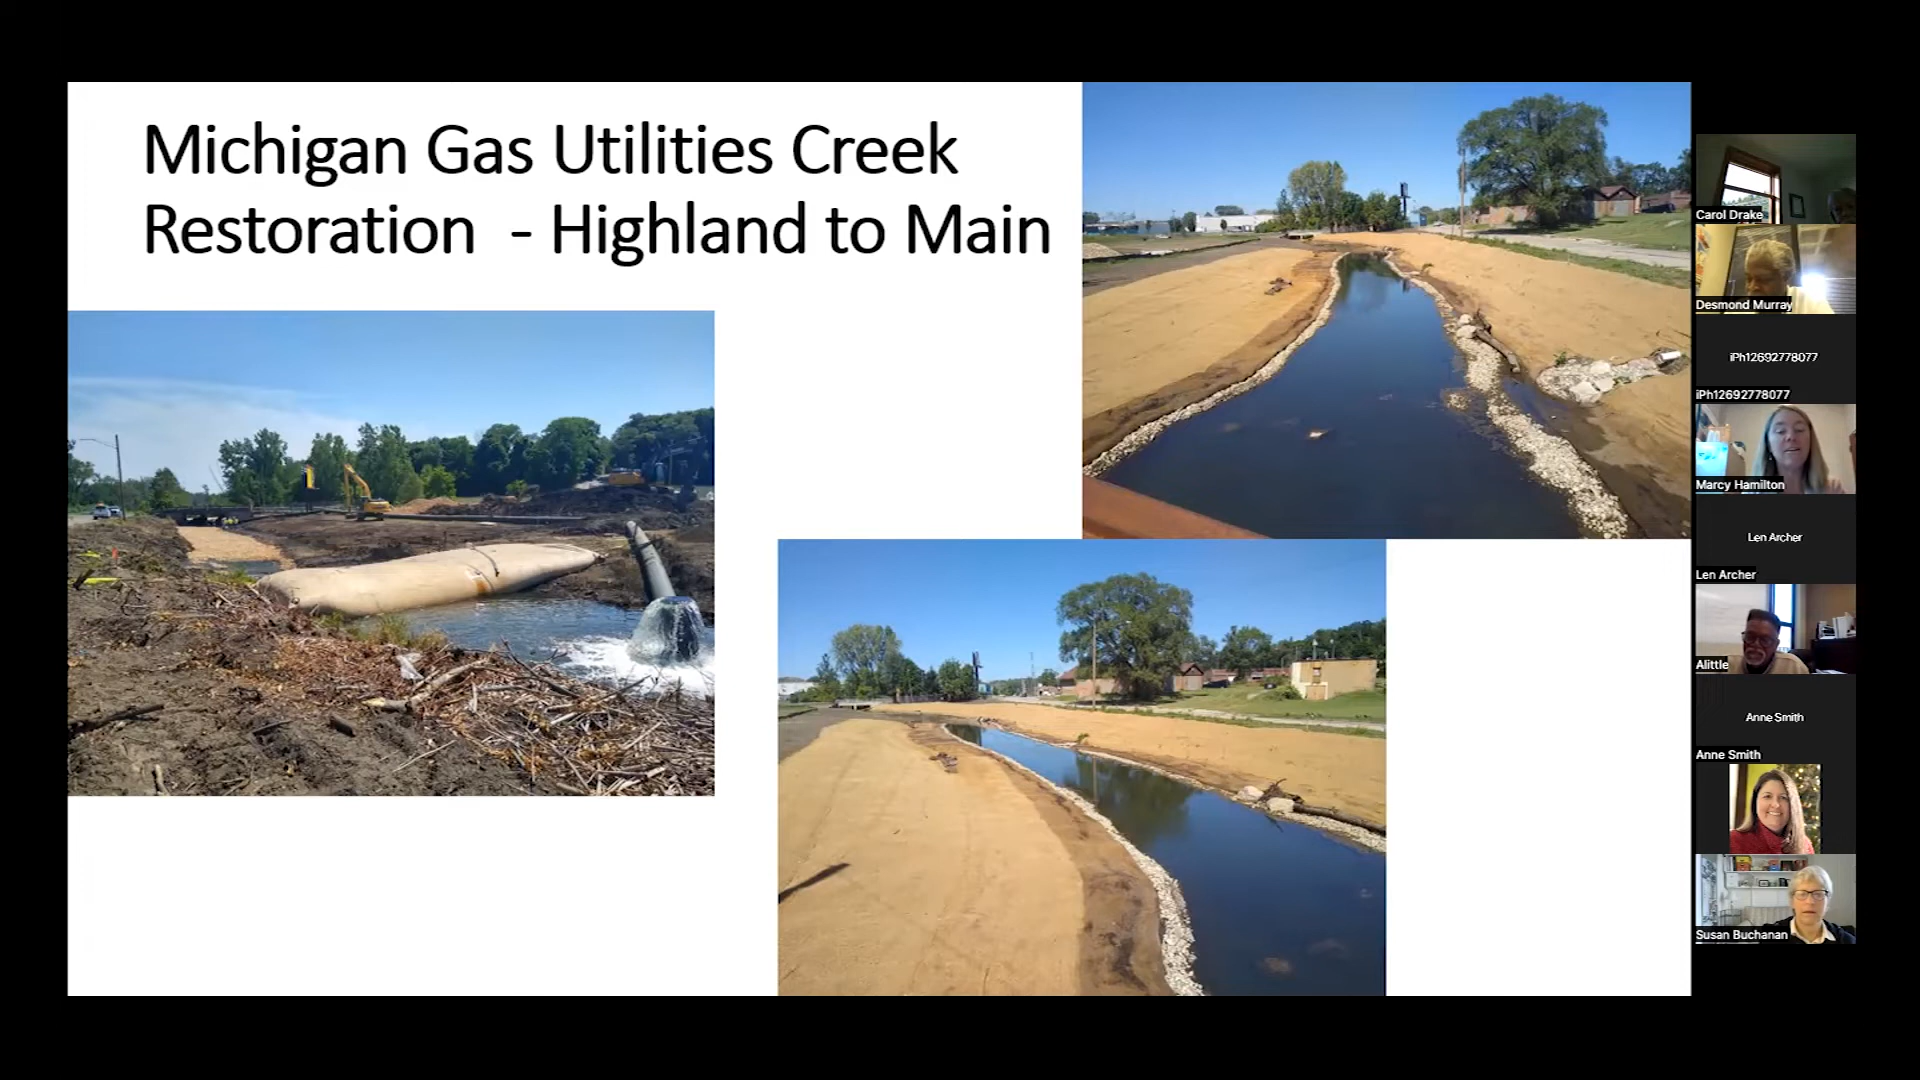 Michigan Gas Utilities Creek
Restoration - Highland to Main
Carol Drake
Desmond Murray
iPh12692778077
iPh12692778077
Marcy Hamilton
Len Archer
Len Archer
Alittle
Anne Smith
Anne Smith
Susan Buchanan